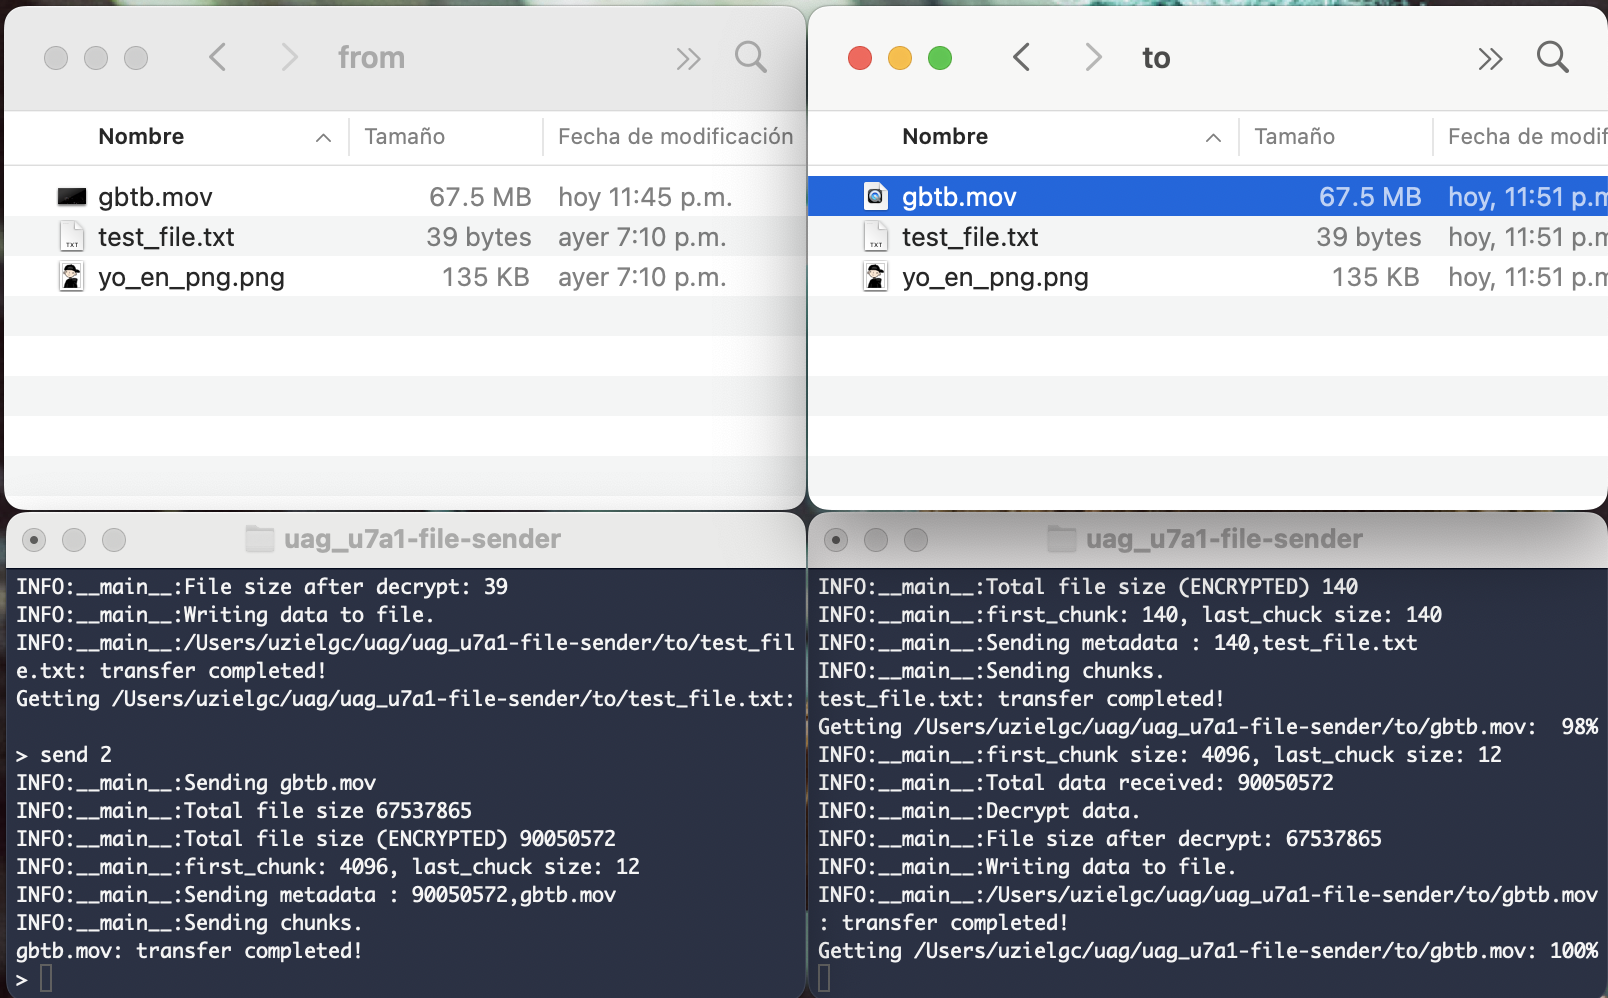 from
Nombre Tamaño Fecha de modificación
gbtb.mov 67.5 MB hoy 11:45 p.m.
test_file.txt 39 bytes ayer 7:10 p.m.
yo_en_png.png 135 KB ayer 7:10 p.m.
to
Nombre Tamaño Fecha de modif
gbtb.mov 67.5 MB hoy, 11:51 p.m
test_file.txt 39 bytes hoy, 11:51 p.m
yo_en_png.png 135 KB hoy, 11:51 p.m
uag_u7a1-file-sender
INFO:__main__:File size after decrypt: 39
INFO:__main__:Writing data to file.
INFO:__main__:/Users/uzielgc/uag/uag_u7a1-file-sender/to/test_fil
e.txt: transfer completed!
Getting /Users/uzielgc/uag/uag_u7a1-file-sender/to/test_file.txt:
> send 2
INFO:__main__:Sending gbtb.mov
INFO:__main__:Total file size 67537865
INFO:__main__:Total file size (ENCRYPTED) 90050572
INFO:__main__:first_chunk: 4096, last_chuck size: 12
INFO:__main__:Sending metadata : 90050572,gbtb.mov
INFO:__main__:Sending chunks.
gbtb.mov: transfer completed!
>
uag_u7a1-file-sender
INFO:__main__:Total file size (ENCRYPTED) 140
INFO:__main__:first_chunk: 140, last_chuck size: 140
INFO:__main__:Sending metadata : 140,test_file.txt
INFO:__main__:Sending chunks.
test_file.txt: transfer completed!
Getting /Users/uzielgc/uag/uag_u7a1-file-sender/to/gbtb.mov:  98%
INFO:__main__:first_chunk size: 4096, last_chuck size: 12
INFO:__main__:Total data received: 90050572
INFO:__main__:Decrypt data.
INFO:__main__:File size after decrypt: 67537865
INFO:__main__:Writing data to file.
INFO:__main__:/Users/uzielgc/uag/uag_u7a1-file-sender/to/gbtb.mov
: transfer completed!
Getting /Users/uzielgc/uag/uag_u7a1-file-sender/to/gbtb.mov: 100%